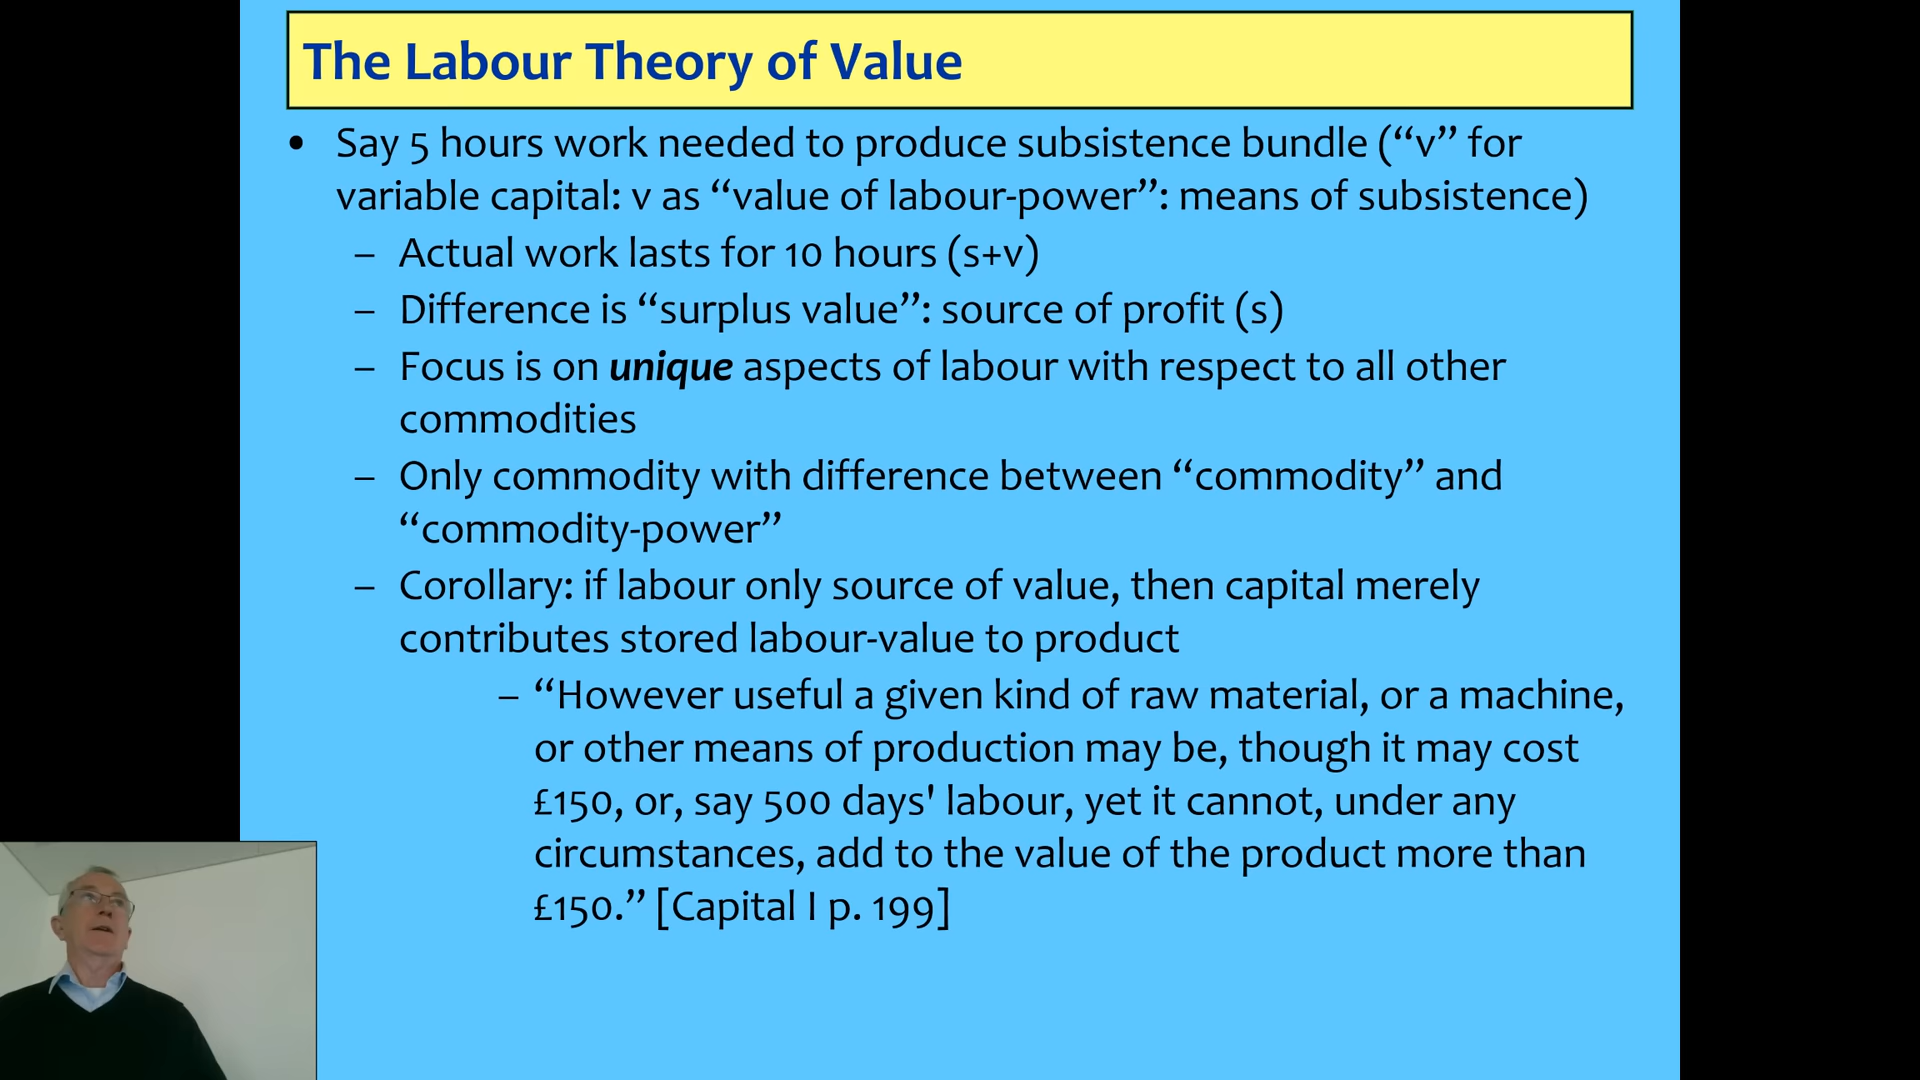 The Labour Theory of Value
• Say 5 hours work needed to produce subsistence bundle (“v” for
variable capital: v as “value of labour-power”: means of subsistence)
– Actual work lasts for 10 hours (s+v)
– Difference is “surplus value”: source of profit (s)
– Focus is on unique aspects of labour with respect to all other
commodities
– Only commodity with difference between “commodity” and
“commodity-power”
– Corollary: if labour only source of value, then capital merely
contributes stored labour-value to product
– “However useful a given kind of raw material, or a machine,
or other means of production may be, though it may cost
£150, or, say 500 days' labour, yet it cannot, under any
circumstances, add to the value of the product more than
£150.” [Capital I p. 199]